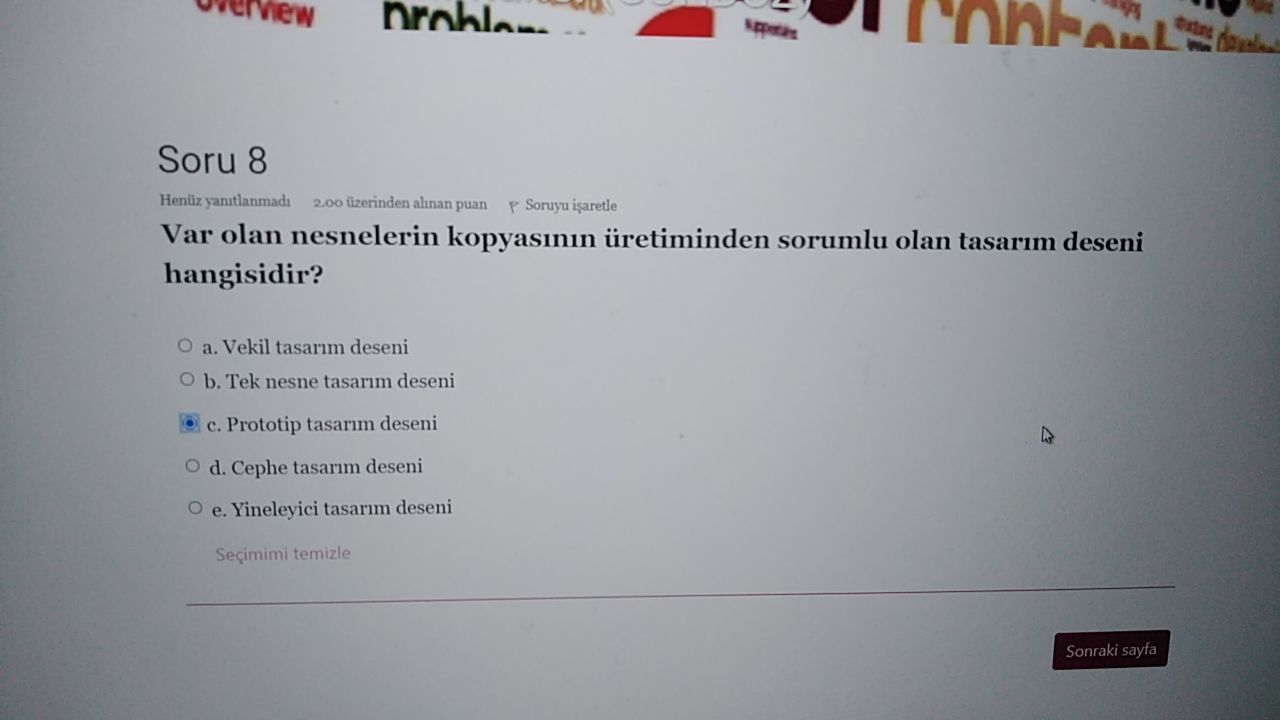 overview
content
Soru 8
Henüz yanıtlanmadı 2.00 üzerinden alınan puan Soruyu işaretle
Var olan nesnelerin kopyasının üretiminden sorumlu olan tasarım deseni
hangisidir?
a. Vekil tasarım deseni
b. Tek nesne tasarım deseni
c. Prototip tasarım deseni
d. Cephe tasarım deseni
e. Yineleyici tasarım deseni
Seçimimi temizle
Sonraki sayfa